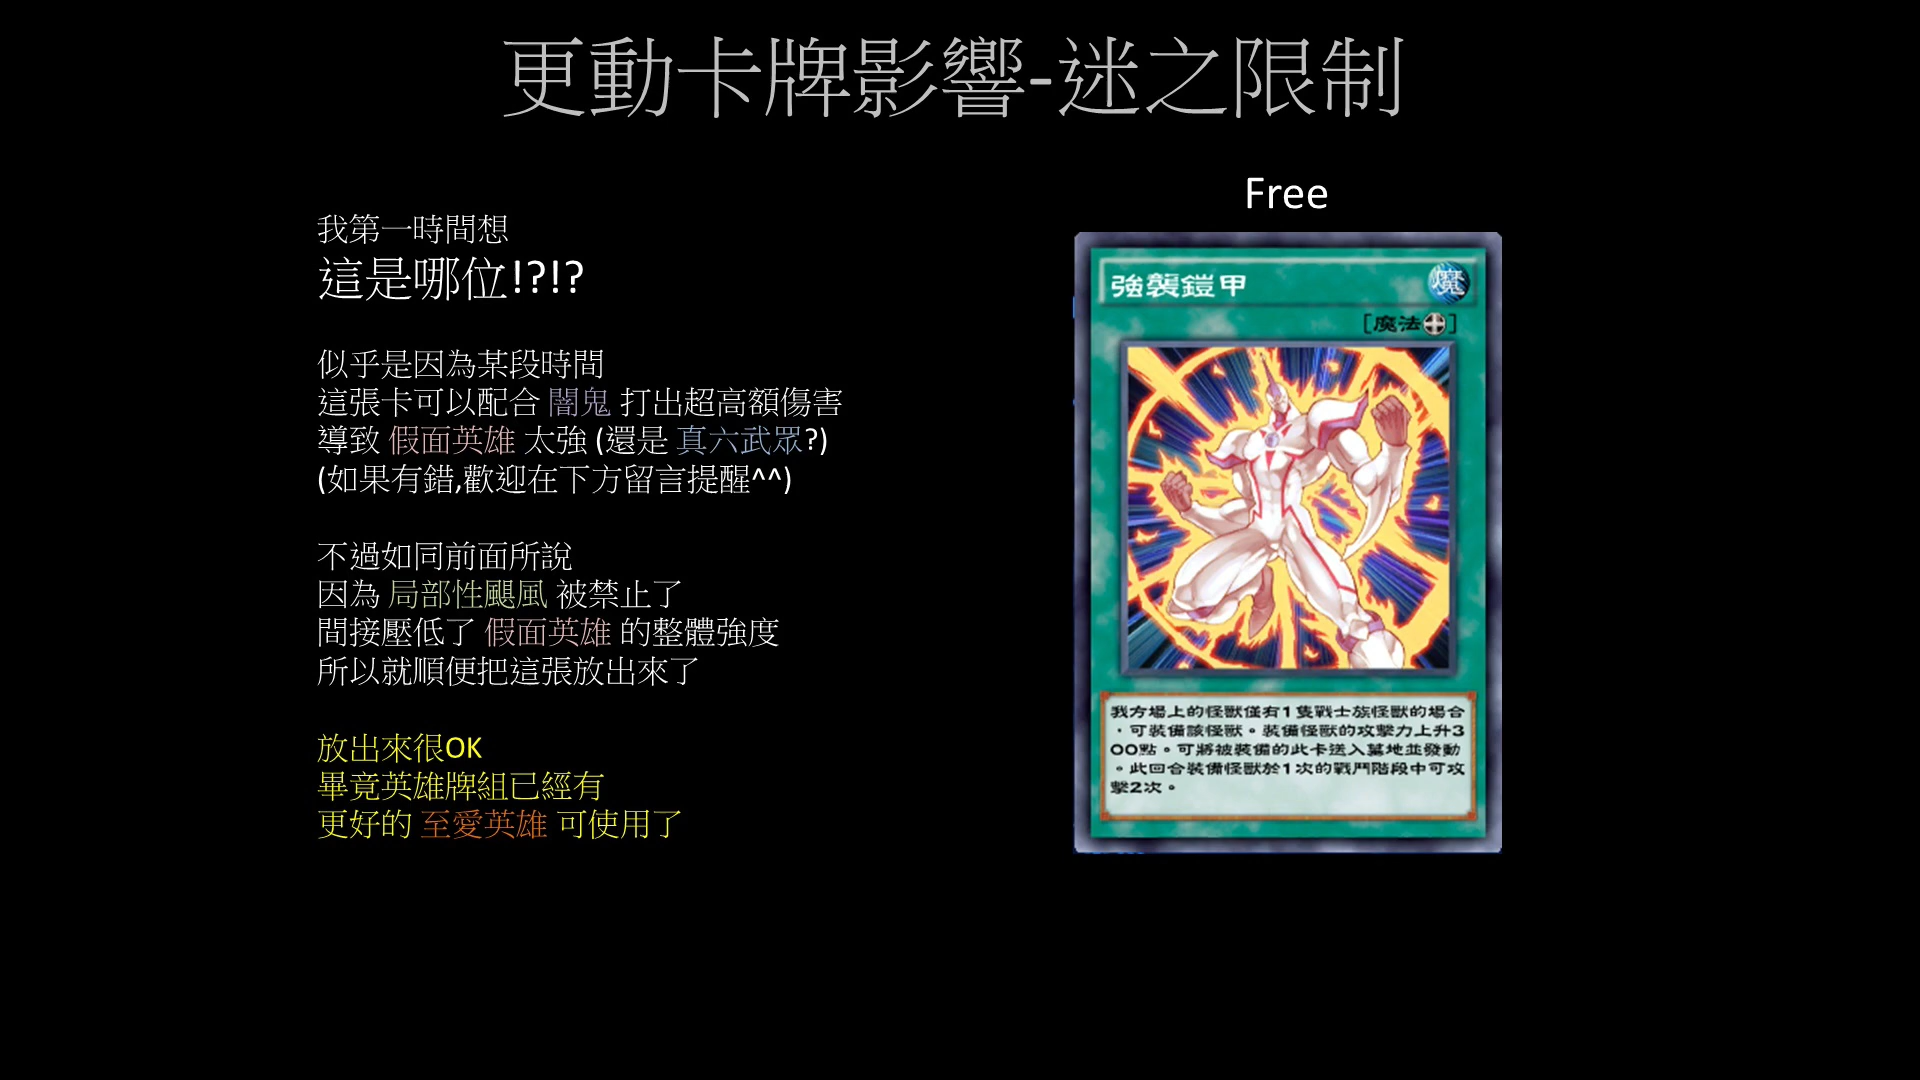 更動卡牌影響-迷之限制
我第一時間想
這是哪位!?!?
似乎是因為某段時間
這張卡可以配合 闇鬼 打出超高額傷害
導致 假面英雄 太強 (還是 真六武眾?)
(如果有錯,歡迎在下方留言提醒^^)
不過如同前面所說
因為 局部性颶風 被禁止了
間接壓低了 假面英雄 的整體強度
所以就順便把這張放出來了
放出來很OK
畢竟英雄牌組已經有
更好的 至愛英雄 可使用了
Free
強襲鎧甲
魔
[魔法]
我方場上的怪獸僅有1隻戰士族怪獸的場合
，可裝備該怪獸。裝備怪獸的攻擊力上升3
00點。可將被裝備的此卡送入墓地並發動
。此回合裝備怪獸於1次的戰鬥階段中可攻
擊2次。